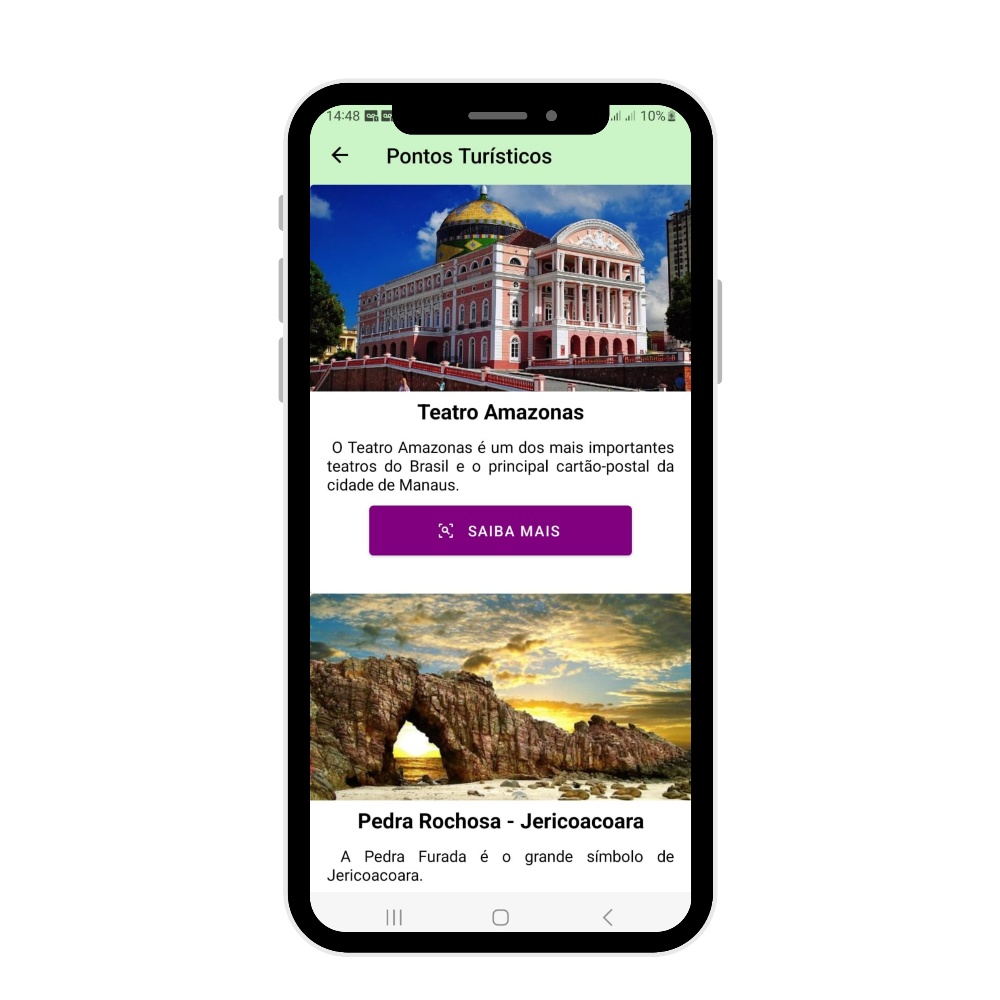 14:48 10%
Pontos Turísticos
Teatro Amazonas
O Teatro Amazonas é um dos mais importantes
teatros do Brasil e o principal cartão-postal da
cidade de Manaus.
SAIBA MAIS
Pedra Rochosa - Jericoacoara
A Pedra Furada é o grande símbolo de
Jericoacoara.